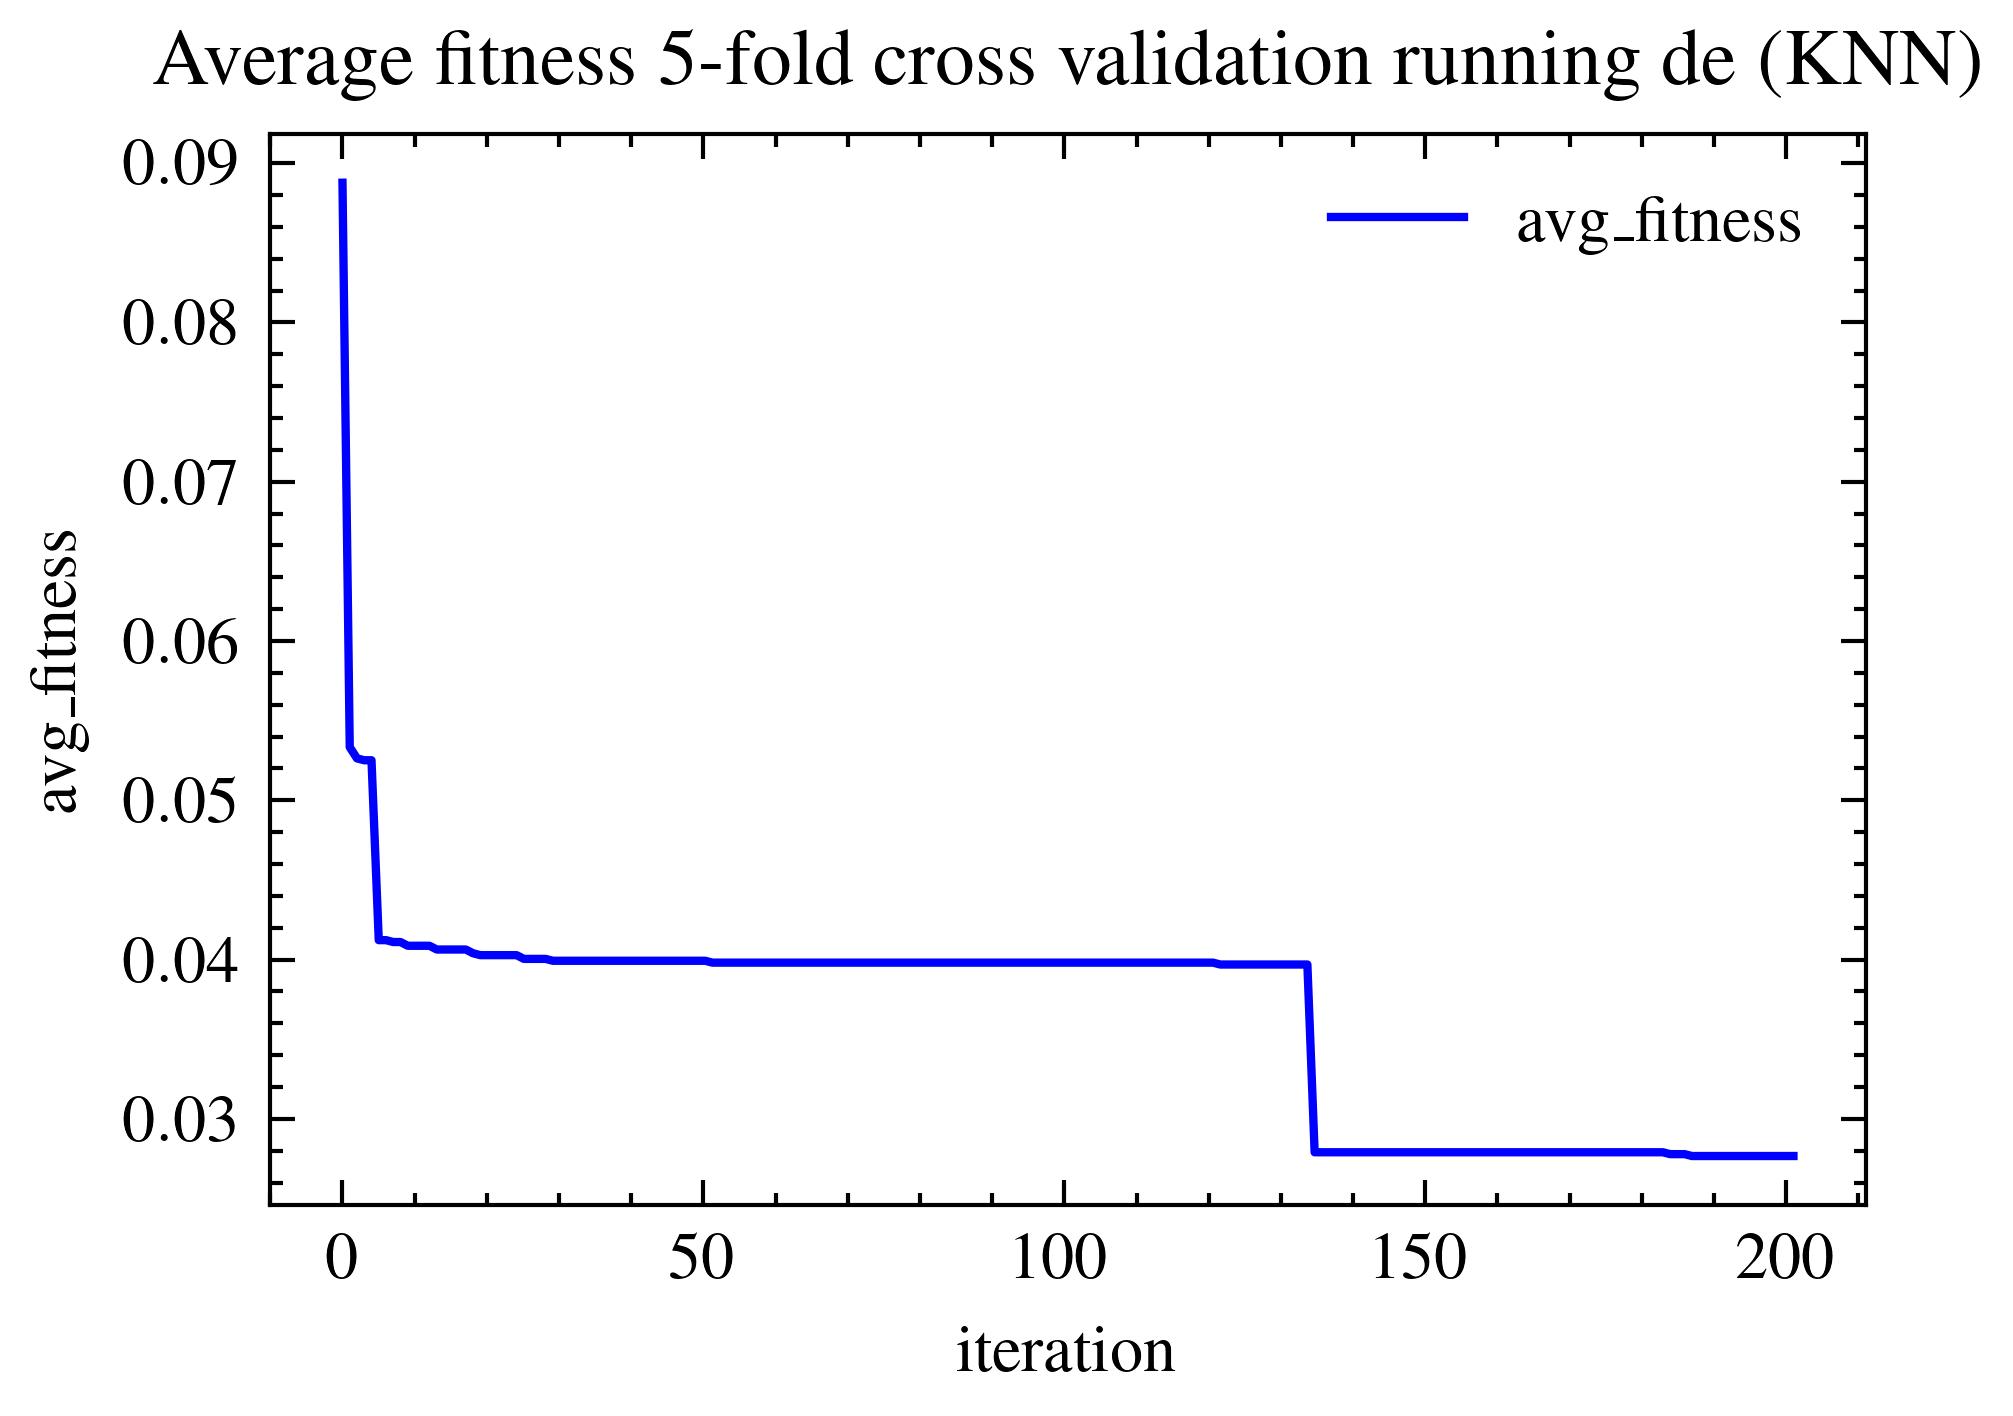 Average fitness 5-fold cross validation running de (KNN)
avg_fitness
0.09
0.08
0.07
0.06
0.05
0.04
0.03
avg_fitness
0 50 100 150 200
iteration